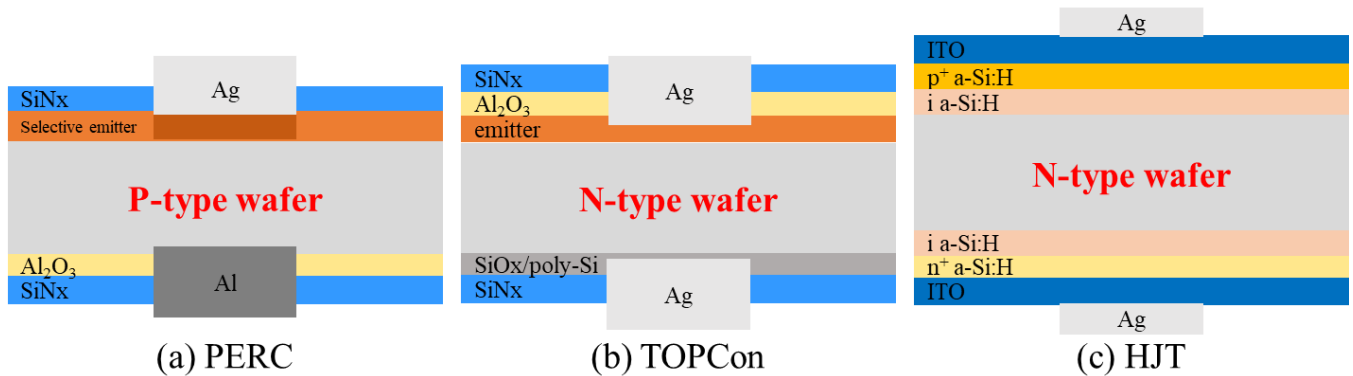 Ag
SiNx
Selective emitter
P-type wafer
Al₂O₃
SiNx
Al
(a) PERC
SiNx
Al₂O₃
emitter
Ag
N-type wafer
SiOx/poly-Si
SiNx
Ag
(b) TOPCon
Ag
ITO
p⁺ a-Si:H
i a-Si:H
N-type wafer
i a-Si:H
n⁺ a-Si:H
ITO
Ag
(c) HJT